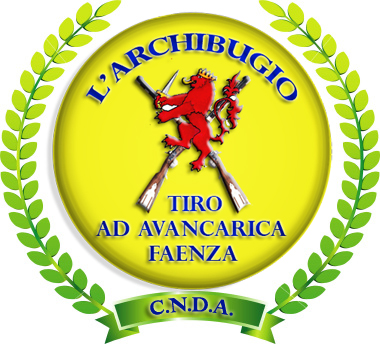 L'ARCHIBUGIO
TIRO
AD AVANCARICA
FAENZA
C.N.D.A.